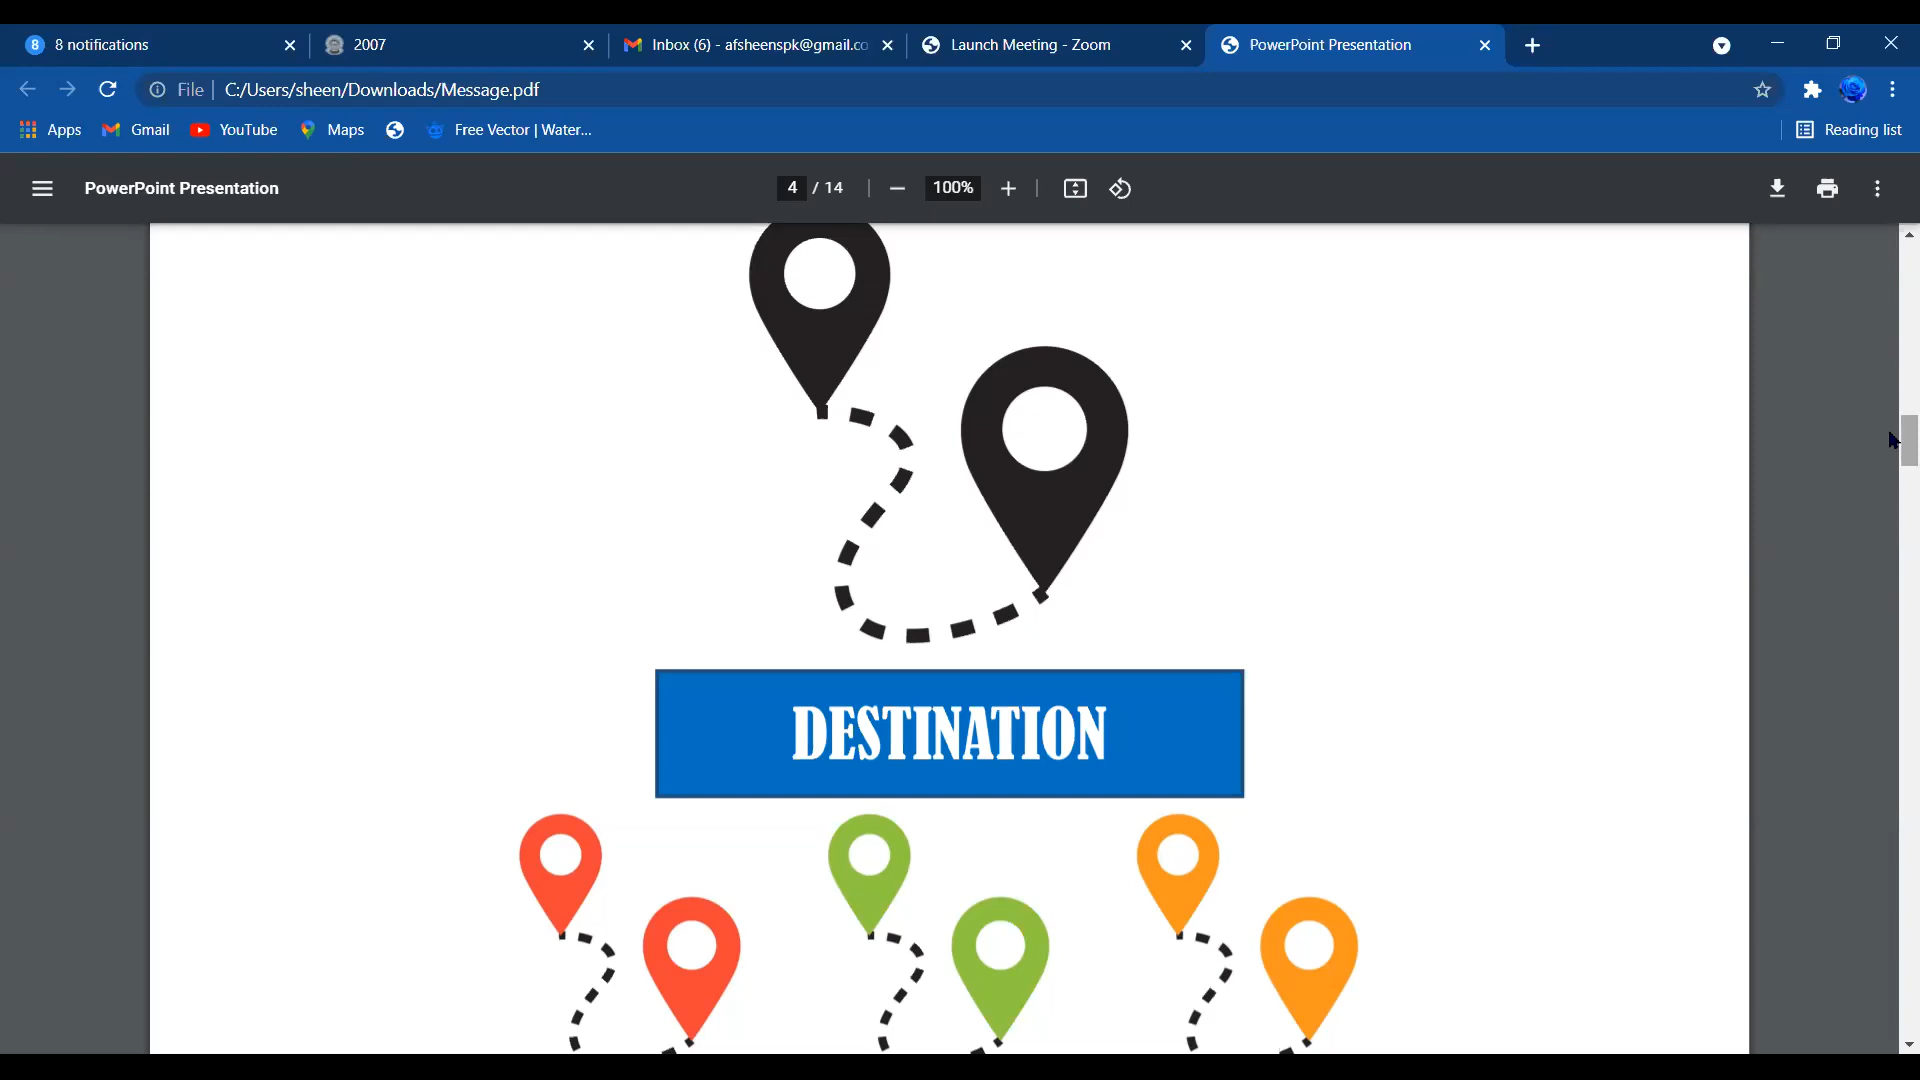 8 8 notifications
2007
Inbox (6) - afsheenspk@gmail.co
Launch Meeting - Zoom
PowerPoint Presentation
File
C:/Users/sheen/Downloads/Message.pdf
Apps
Gmail
YouTube
Maps
Free Vector | Water...
Reading list
PowerPoint Presentation
4 / 14
100%
DESTINATION